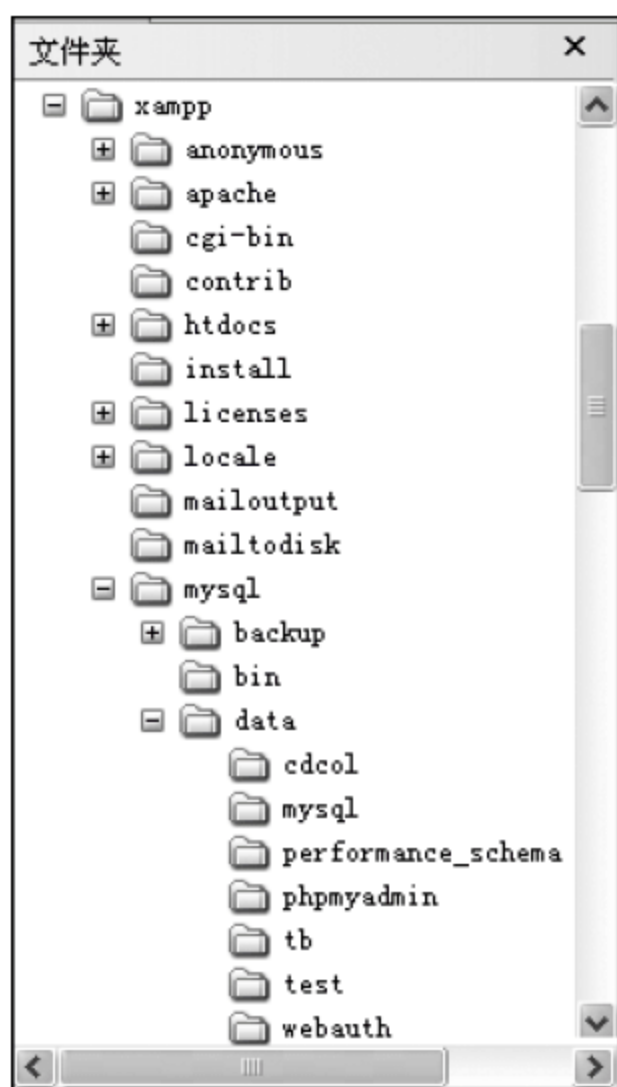 文件夹
xampp
anonymous
apache
cgi-bin
contrib
htdocs
install
licenses
locale
mailoutput
mailtodisk
mysql
backup
bin
data
cdcol
mysql
performance_schema
phpmyadmin
tb
test
webauth